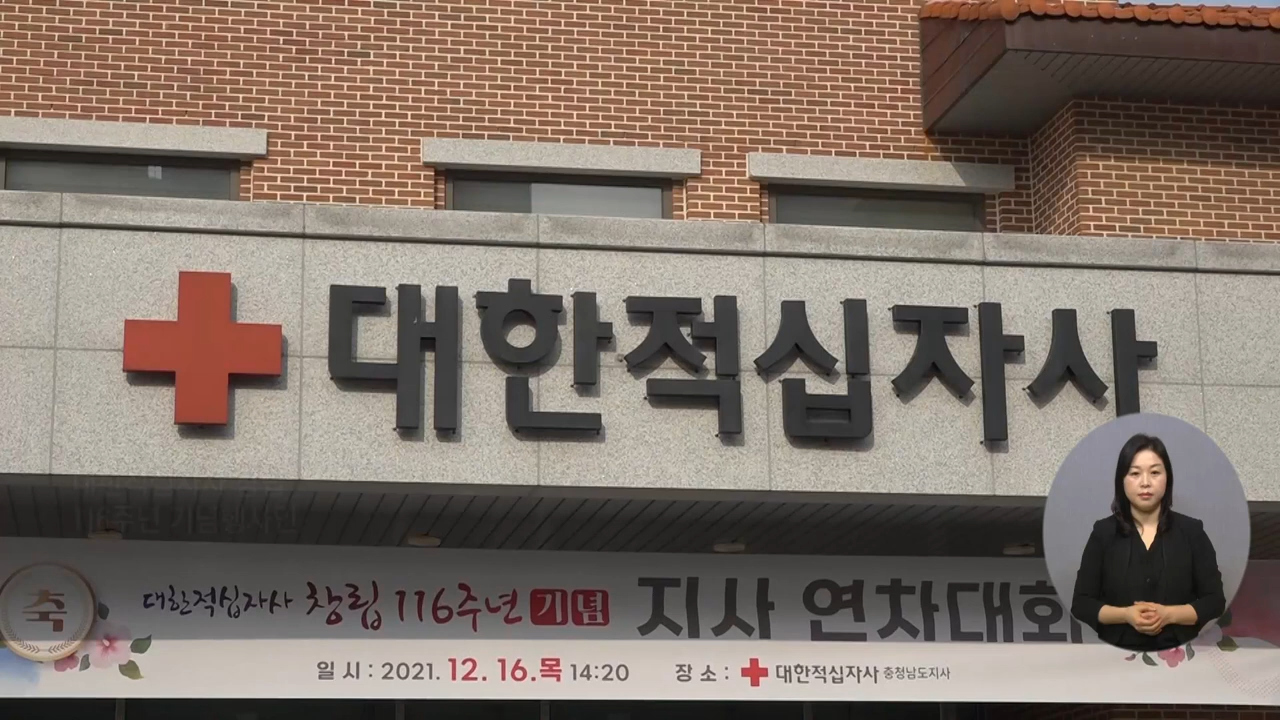 대한적십자사
축
대한적십자사 창립 116주년 기념 지사 연차대회
일 시 : 2021. 12. 16.목 14:20 장 소 : 대한적십자사 충청남도지사